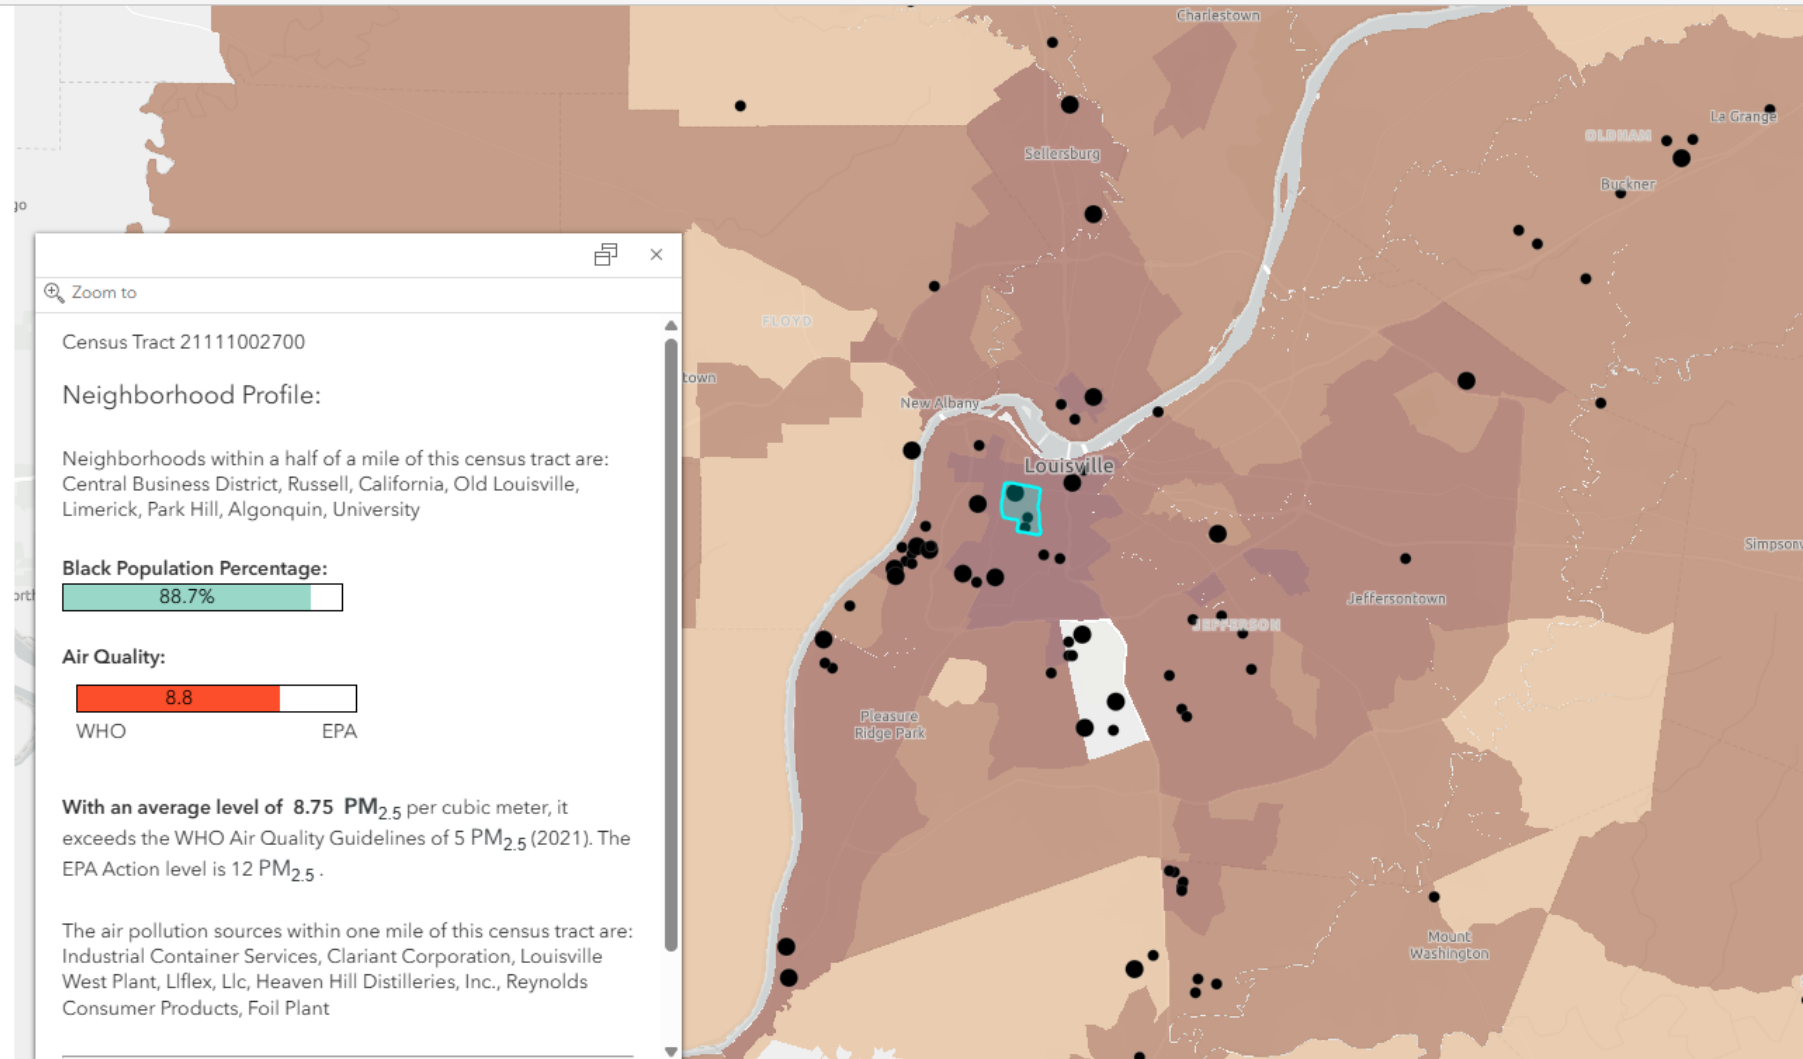 Charlestown
La Grange
OLDHAM
Sellersburg
Buckner
go
Zoom to
FLOYD
Census Tract 21111002700
town
Neighborhood Profile:
New Albany
Neighborhoods within a half of a mile of this census tract are:
Central Business District, Russell, California, Old Louisville,
Limerick, Park Hill, Algonquin, University
Louisville
Simpsonv
Black Population Percentage:
88.7%
Jeffersontown
JEFFERSON
Air Quality:
8.8
WHO EPA
Pleasure
Ridge Park
With an average level of 8.75 PM2.5 per cubic meter, it
exceeds the WHO Air Quality Guidelines of 5 PM2.5 (2021). The
EPA Action level is 12 PM2.5 .
The air pollution sources within one mile of this census tract are:
Industrial Container Services, Clariant Corporation, Louisville
West Plant, Llflex, Llc, Heaven Hill Distilleries, Inc., Reynolds
Consumer Products, Foil Plant
Mount
Washington